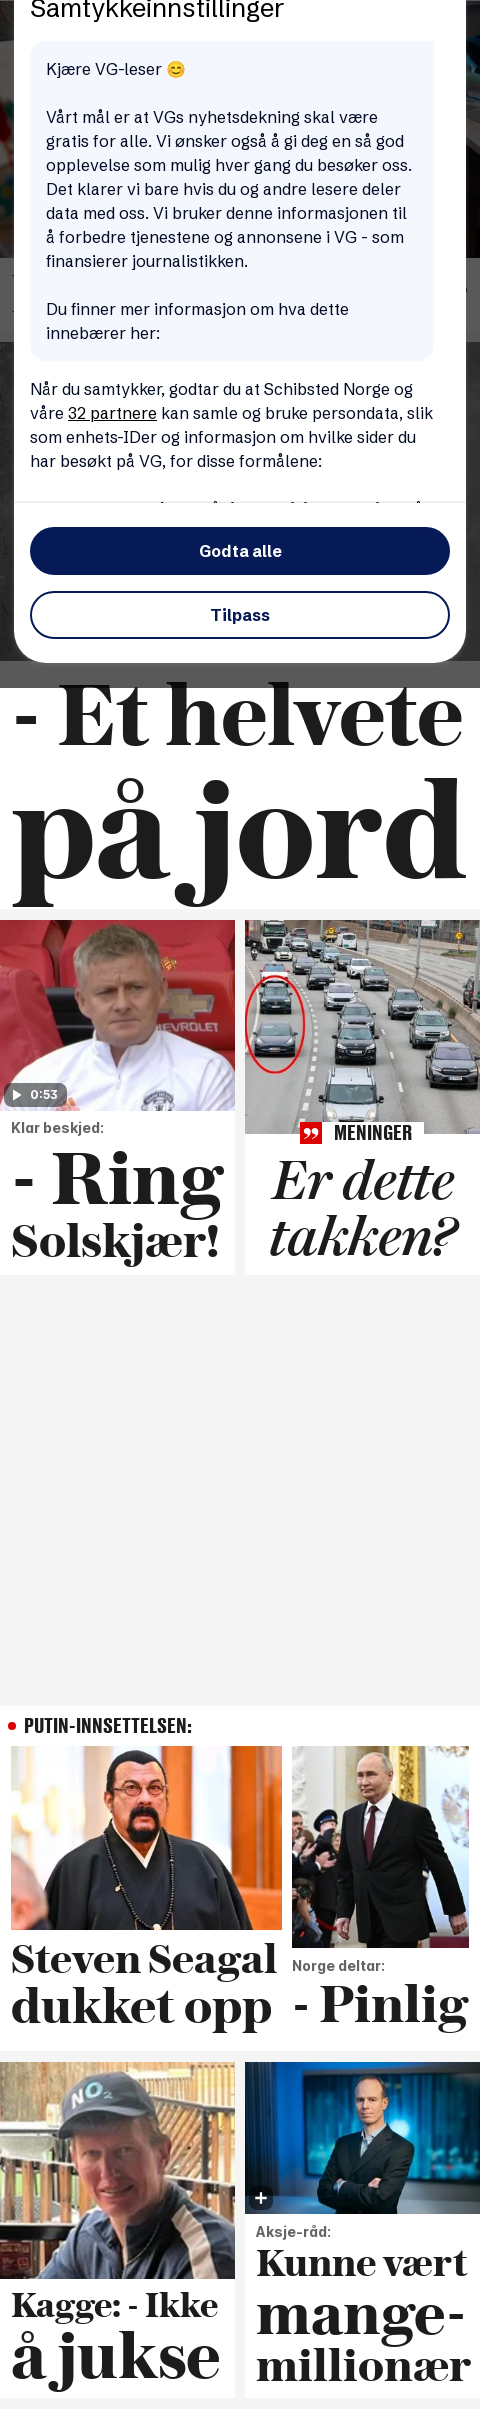 Samtykkeinnstillinger
Kjære VG-leser 😊
Vårt mål er at VGs nyhetsdekning skal være
gratis for alle. Vi ønsker også å gi deg en så god
opplevelse som mulig hver gang du besøker oss.
Det klarer vi bare hvis du og andre lesere deler
data med oss. Vi bruker denne informasjonen til
å forbedre tjenestene og annonsene i VG - som
finansierer journalistikken.
Du finner mer informasjon om hva dette
innebærer her:
Når du samtykker, godtar du at Schibsted Norge og
våre 32 partnere kan samle og bruke persondata, slik
som enhets-IDer og informasjon om hvilke sider du
har besøkt på VG, for disse formålene:
Godta alle
Tilpass
- Et helvete
på jord
CHEVROLET
0:53
Klar beskjed:
- Ring
Solskjær!
MENINGER
Er dette
takken?
PUTIN-INNSETTELSEN:
Steven Seagal
dukket opp
Norge deltar:
- Pinlig
NO₂
Kagge: - Ikke
å jukse
Aksje-råd:
Kunne vært
mange-
millionær